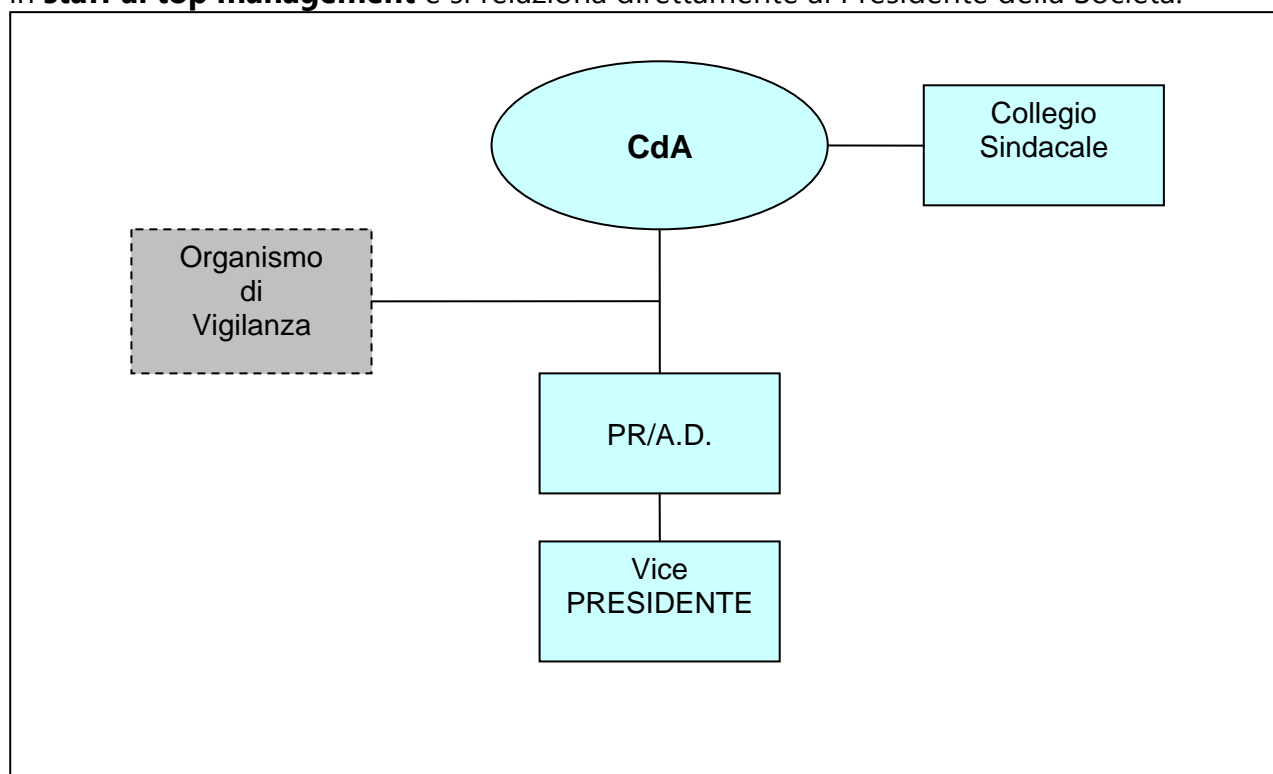 in staff al top management e si relaziona direttamente al Presidente della Società.
CdA
Collegio
Sindacale
Organismo
di
Vigilanza
PR/A.D.
Vice
PRESIDENTE